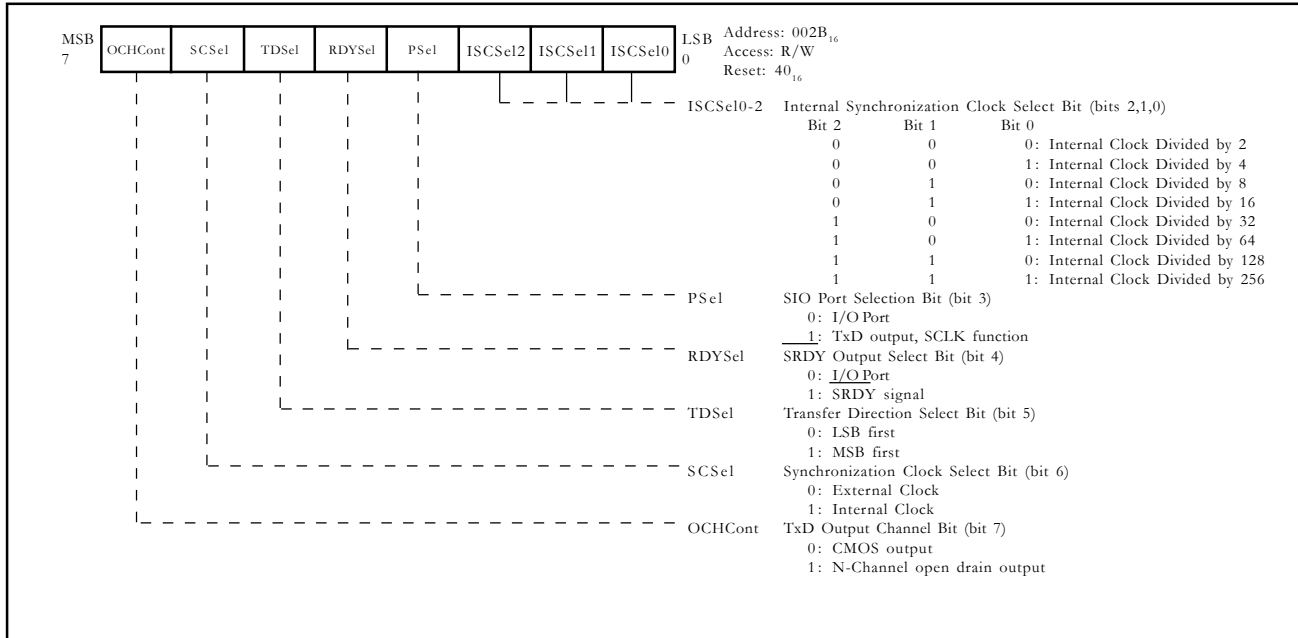 MSB 7 OCHCont SCSel TDSel RDYSel PSel ISCSel2 ISCSel1 ISCSel0 LSB 0
Address: 002B16
Access: R/W
Reset: 4016
ISCSel0-2 Internal Synchronization Clock Select Bit (bits 2,1,0)
Bit 2 Bit 1 Bit 0
0 0 0: Internal Clock Divided by 2
0 0 1: Internal Clock Divided by 4
0 1 0: Internal Clock Divided by 8
0 1 1: Internal Clock Divided by 16
1 0 0: Internal Clock Divided by 32
1 0 1: Internal Clock Divided by 64
1 1 0: Internal Clock Divided by 128
1 1 1: Internal Clock Divided by 256
PSel SIO Port Selection Bit (bit 3)
0: I/O Port
1: TxD output, SCLK function
RDYSel SRDY Output Select Bit (bit 4)
0: I/O Port
1: SRDY signal
TDSel Transfer Direction Select Bit (bit 5)
0: LSB first
1: MSB first
SCSel Synchronization Clock Select Bit (bit 6)
0: External Clock
1: Internal Clock
OCHCont TxD Output Channel Bit (bit 7)
0: CMOS output
1: N-Channel open drain output